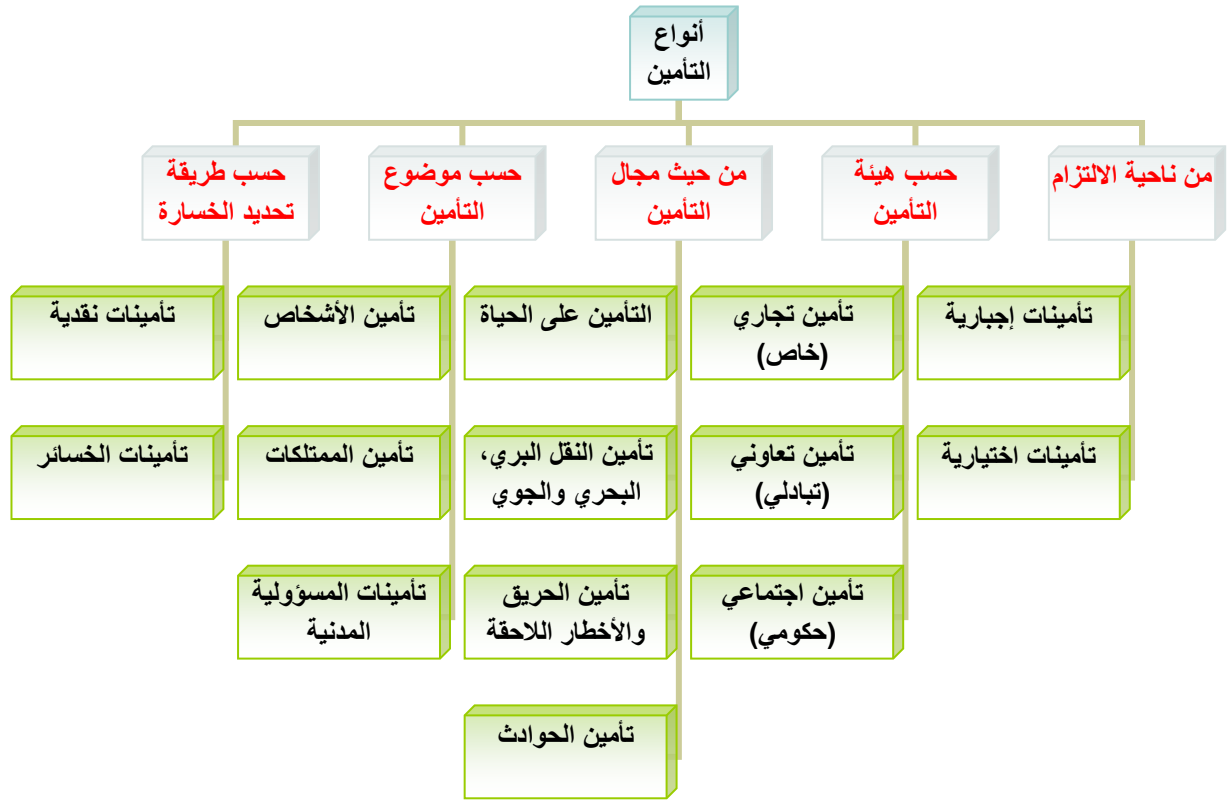 أنواع
التأمين
من ناحية الالتزام
حسب هيئة
التأمين
من حيث مجال
التأمين
حسب موضوع
التأمين
حسب طريقة
تحديد الخسارة
تأمينات إجبارية
تأمينات اختيارية
تأمين تجاري
(خاص)
تأمين تعاوني
(تبادلي)
تأمين اجتماعي
(حكومي)
التأمين على الحياة
تأمين النقل البري،
البحري والجوي
تأمين الحريق
والأخطار اللاحقة
تأمين الحوادث
تأمين الأشخاص
تأمين الممتلكات
تأمينات المسؤولية
المدنية
تأمينات نقدية
تأمينات الخسائر